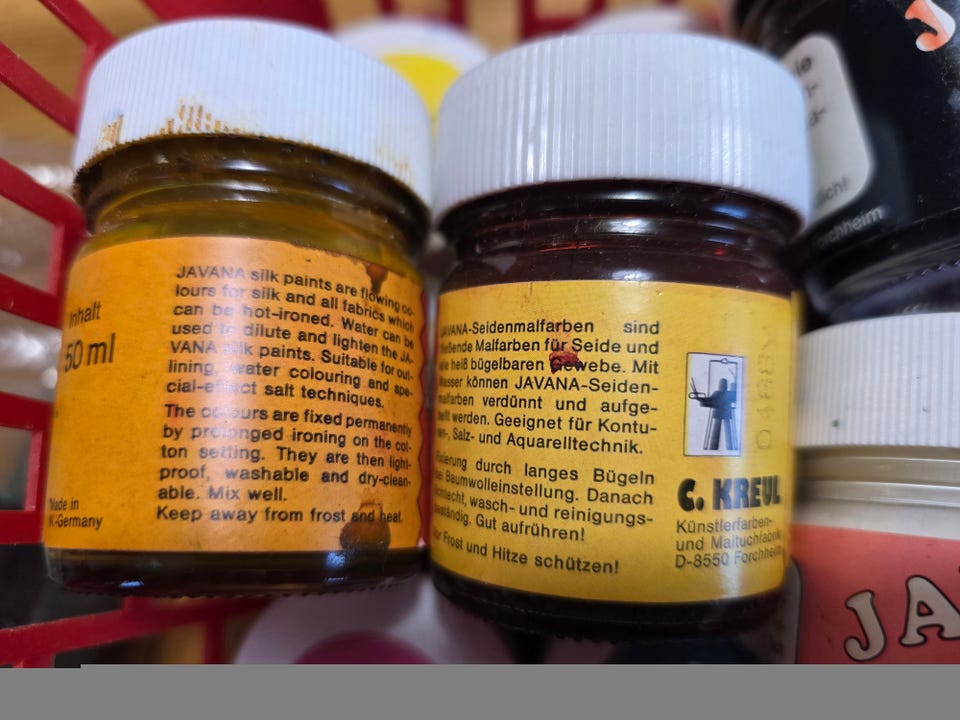 Inhalt
50 ml
Made in
W.-Germany
JAVANA silk paints are flowing co-
lours for silk and all fabrics which
can be hot-ironed. Water can be
used to dilute and lighten the JA-
VANA silk paints. Suitable for out-
lining, water colouring and spe-
cial-effect salt techniques.
The colours are fixed permanently
by prolonged ironing on the cot-
ton setting. They are then light-
proof, washable and dry-clean-
able. Mix well.
Keep away from frost and heat.
JAVANA-Seidenmalfarben sind
fließende Malfarben für Seide und
alle heiß bügelbaren Gewebe. Mit
Wasser können JAVANA-Seiden-
malfarben verdünnt und aufge-
hellt werden. Geeignet für Kontu-
ren-, Salz- und Aquarelltechnik.
Fixierung durch langes Bügeln
bei Baumwolleinstellung. Danach
lichtecht, wasch- und reinigungs-
beständig. Gut aufrühren!
Vor Frost und Hitze schützen!
C. KREUL
Künstlerfarben-
und Maltuchfabrik
D-8550 Forchheim
Forchheim
JA